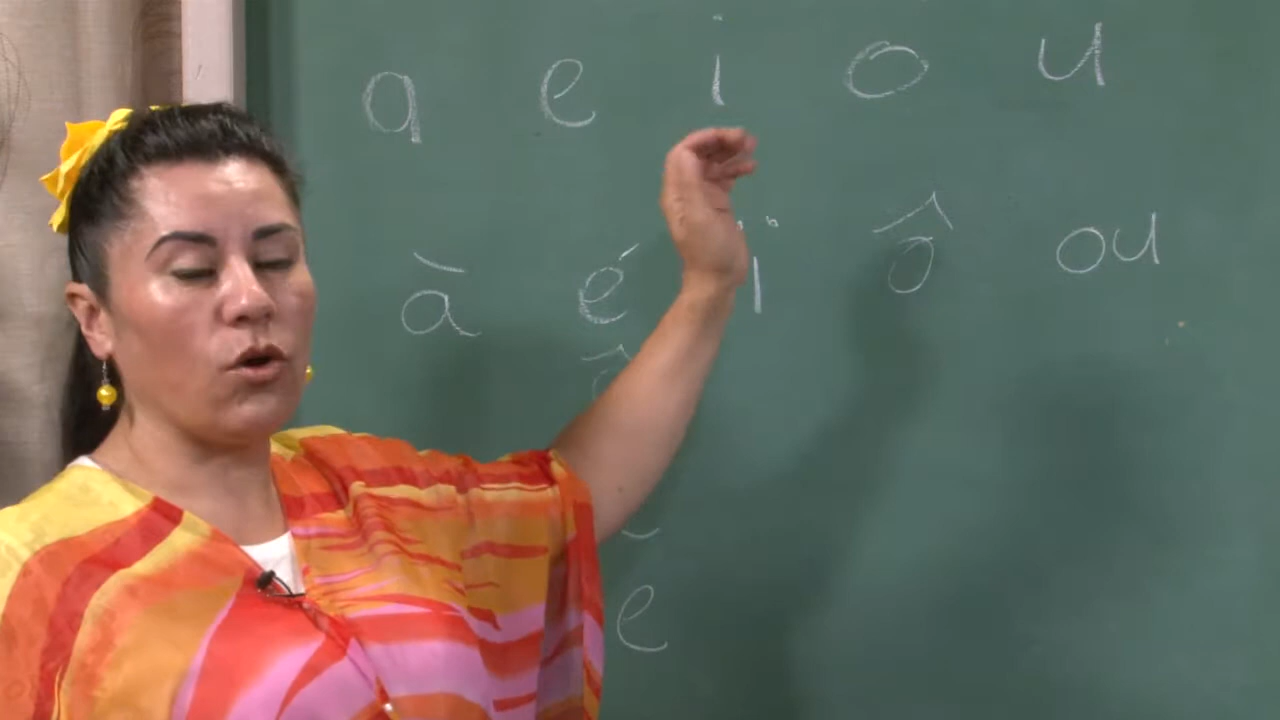 a e i o u
à é ï ô ou
e